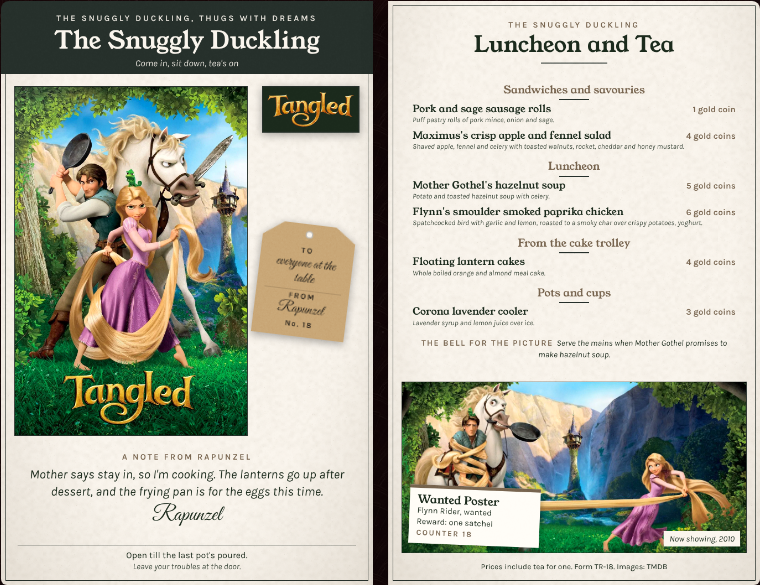 THE SNUGGLY DUCKLING, THUGS WITH DREAMS
The Snuggly Duckling
Come in, sit down, tea's on
Tangled
TO
everyone at the
table
FROM
Rapunzel
No. 18
Tangled
A NOTE FROM RAPUNZEL
Mother says stay in, so I'm cooking. The lanterns go up after
dessert, and the frying pan is for the eggs this time.
Rapunzel
Open till the last pot's poured.
Leave your troubles at the door.
THE SNUGGLY DUCKLING
Luncheon and Tea
Sandwiches and savouries
Pork and sage sausage rolls 1 gold coin
Puff pastry rolls of pork mince, onion and sage.
Maximus's crisp apple and fennel salad 4 gold coins
Shaved apple, fennel and celery with toasted walnuts, rocket, cheddar and honey mustard.
Luncheon
Mother Gothel's hazelnut soup 5 gold coins
Potato and toasted hazelnut soup with celery.
Flynn's smoulder smoked paprika chicken 6 gold coins
Spatchcocked bird with garlic and lemon, roasted to a smoky char over crispy potatoes, yoghurt.
From the cake trolley
Floating lantern cakes 4 gold coins
Whole boiled orange and almond meal cake.
Pots and cups
Corona lavender cooler 3 gold coins
Lavender syrup and lemon juice over ice.
THE BELL FOR THE PICTURE Serve the mains when Mother Gothel promises to
make hazelnut soup.
Wanted Poster
Flynn Rider, wanted
Reward: one satchel
COUNTER 18
Now showing, 2010
Prices include tea for one. Form TR-18. Images: TMDB